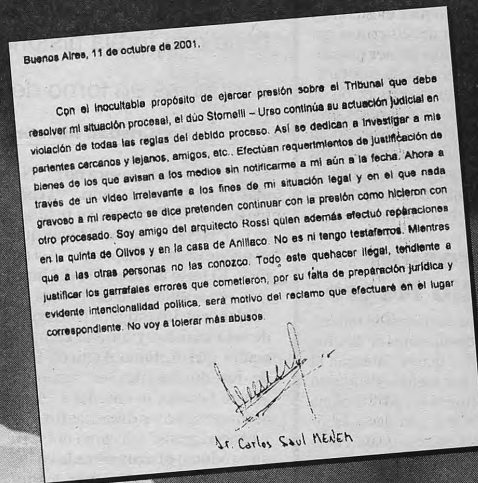 Buenos Aires, 11 de octubre de 2001.
Con el inocultable propósito de ejercer presión sobre el Tribunal que debe
resolver mi situación procesal, el dúo Stornelli – Urso continúa su actuación judicial en
violación de todas las reglas del debido proceso. Así se dedican a investigar a mis
parientes cercanos y lejanos, amigos, etc.. Efectúan requerimientos de justificación de
bienes de los que avisan a los medios sin notificarme a mí aún a la fecha. Ahora a
través de un video irrelevante a los fines de mi situación legal y en el que nada
gravoso a mi respecto se dice pretenden continuar con la presión como hicieron con
otro procesado. Soy amigo del arquitecto Rossi quien además efectuó reparaciones
en la quinta de Olivos y en la casa de Anillaco. No es ni tengo testaferros. Mientras
que a las otras personas no las conozco. Todo este quehacer ilegal, tendiente a
justificar los garrafales errores que cometieron, por su falta de preparación jurídica y
evidente intencionalidad política, será motivo del reclamo que efectuaré en el lugar
correspondiente. No voy a tolerar más abusos.
Dr. Carlos Saul MENEM